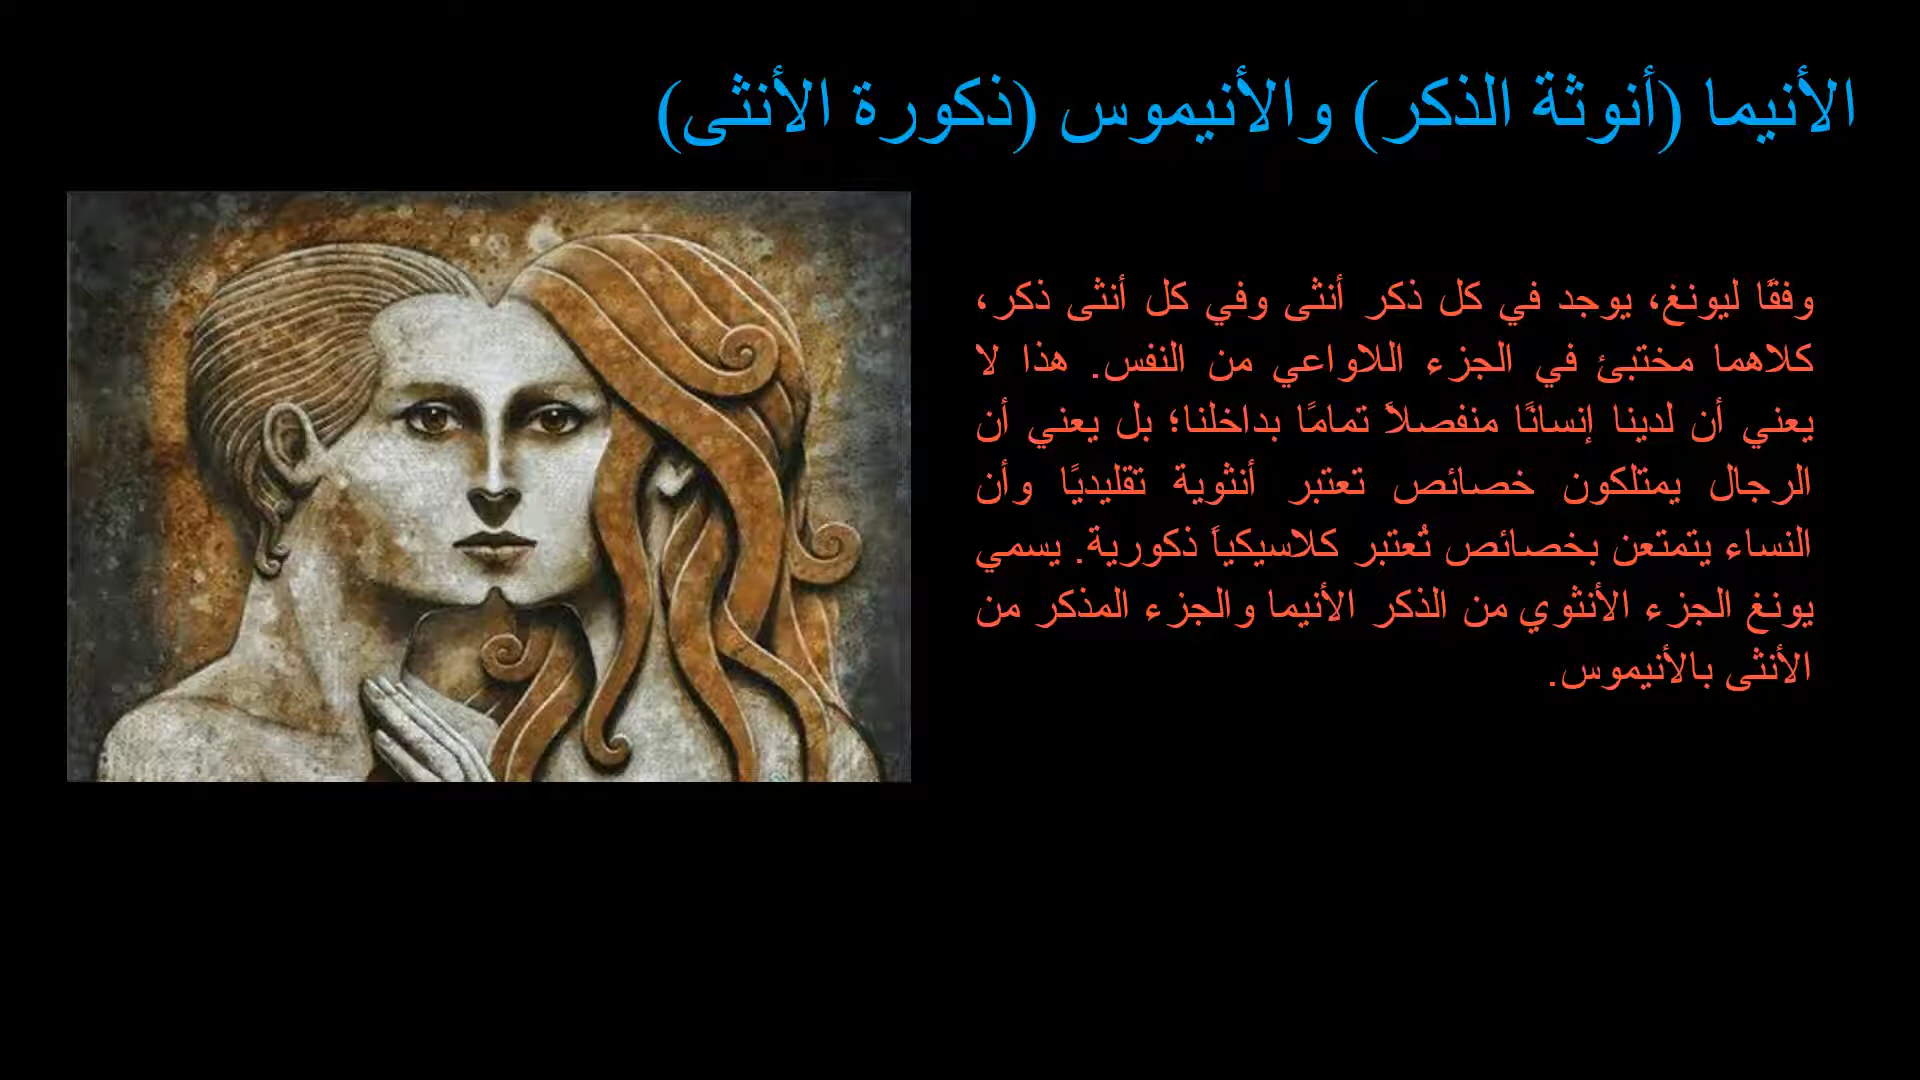 الأنيما (أنوثة الذكر) والأنيموس (ذكورة الأنثى)
وفقًا ليونغ، يوجد في كل ذكر أنثى وفي كل أنثى ذكر،
كلاهما مختبئ في الجزء اللاواعي من النفس. هذا لا
يعني أن لدينا إنسانًا منفصلاً تمامًا بداخلنا؛ بل يعني أن
الرجال يمتلكون خصائص تعتبر أنثوية تقليديًا وأن
النساء يتمتعن بخصائص تُعتبر كلاسيكياً ذكورية. يسمي
يونغ الجزء الأنثوي من الذكر الأنيما والجزء المذكر من
الأنثى بالأنيموس.